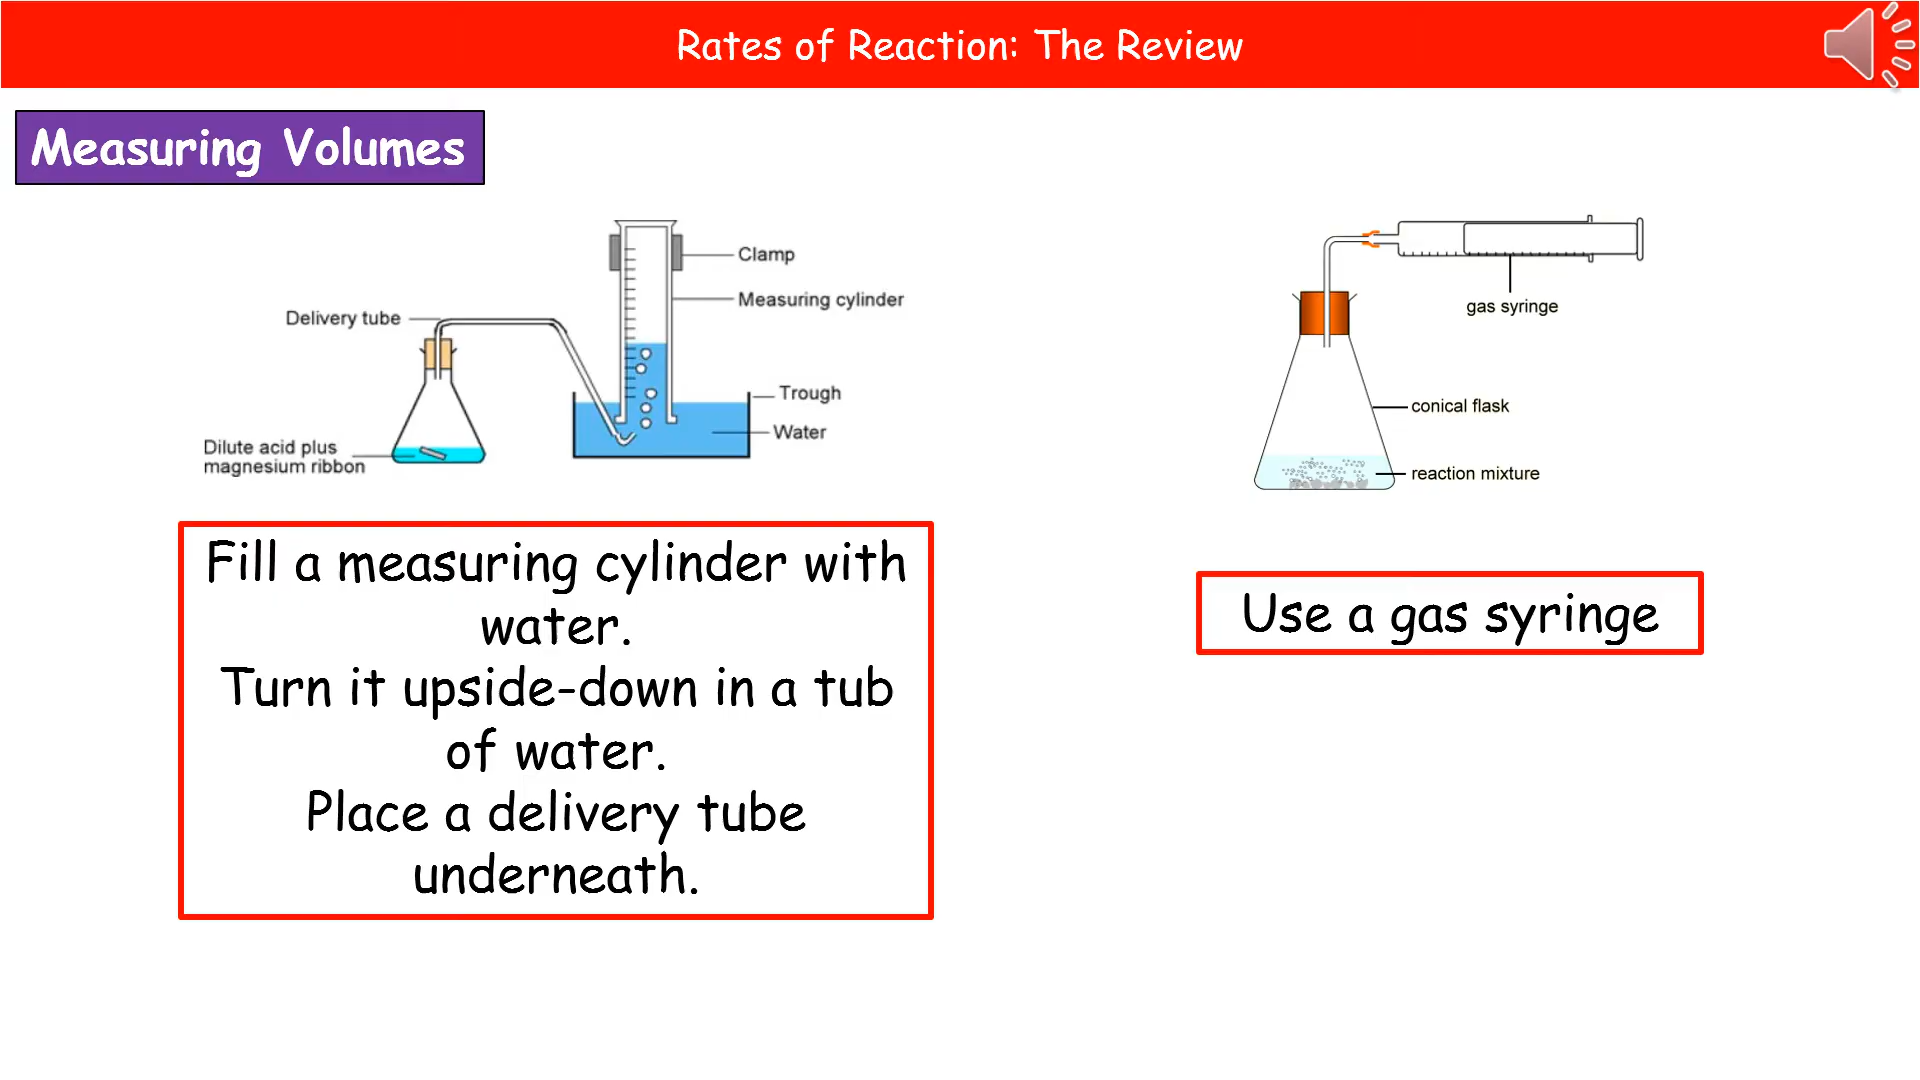 Rates of Reaction: The Review
Measuring Volumes
Clamp
Measuring cylinder
Delivery tube
Trough
Water
Dilute acid plus
magnesium ribbon
gas syringe
conical flask
reaction mixture
Fill a measuring cylinder with
water.
Turn it upside-down in a tub
of water.
Place a delivery tube
underneath.
Use a gas syringe